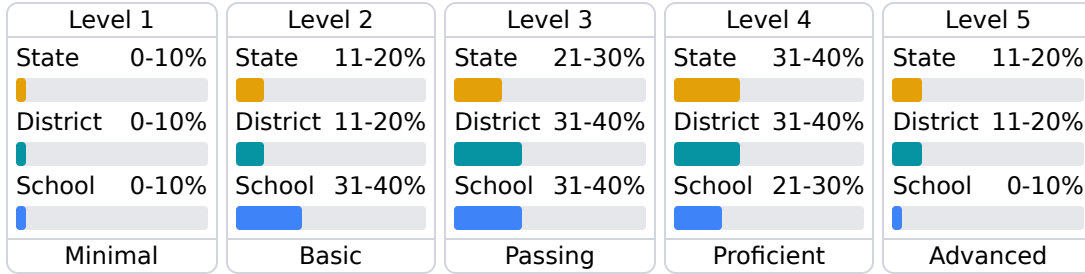 Level 1
State 0-10%
District 0-10%
School 0-10%
Minimal
Level 2
State 11-20%
District 11-20%
School 31-40%
Basic
Level 3
State 21-30%
District 31-40%
School 31-40%
Passing
Level 4
State 31-40%
District 31-40%
School 21-30%
Proficient
Level 5
State 11-20%
District 11-20%
School 0-10%
Advanced